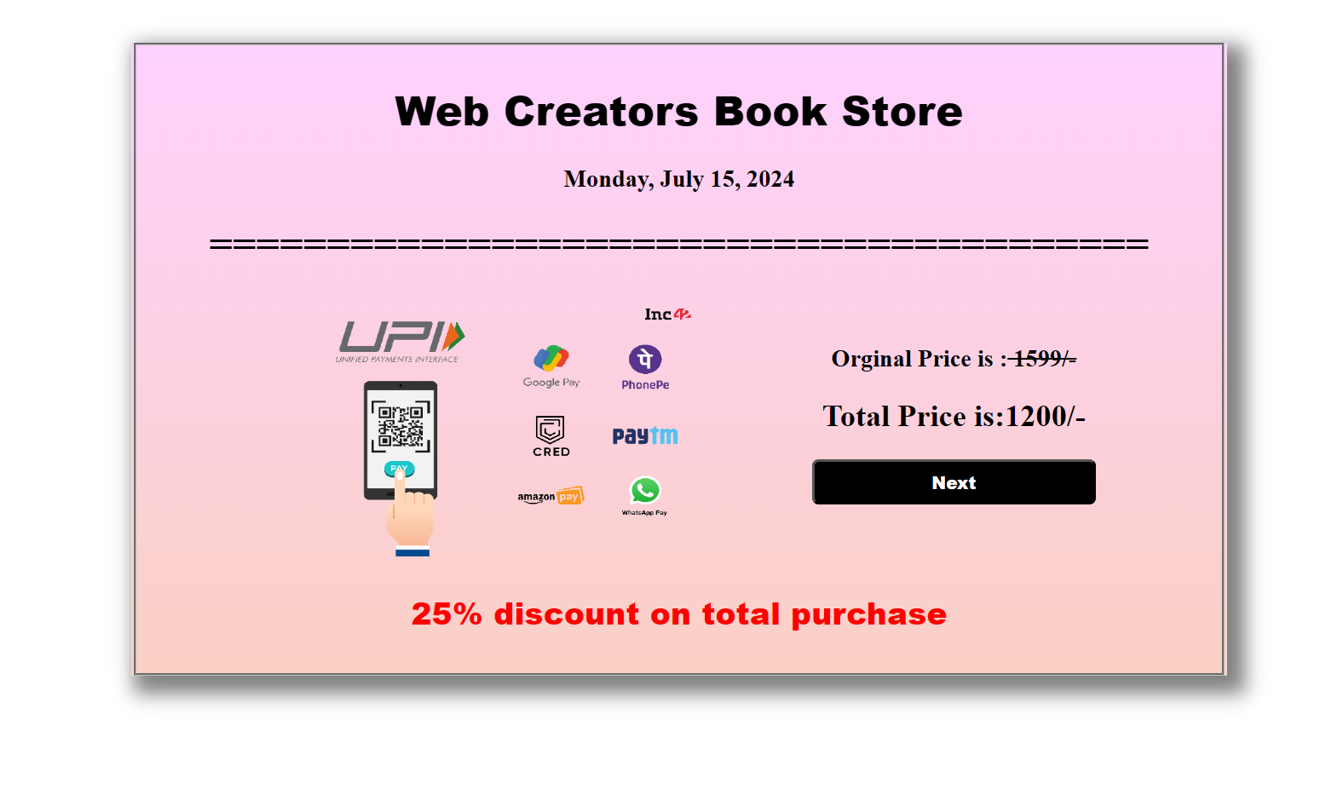 Web Creators Book Store
Monday, July 15, 2024
========================================
UPI
UNIFIED PAYMENTS INTERFACE
PAY
Inc42
Google Pay
पे
PhonePe
CRED
paytm
amazon pay
WhatsApp Pay
Orginal Price is : 1599/-
Total Price is:1200/-
Next
25% discount on total purchase